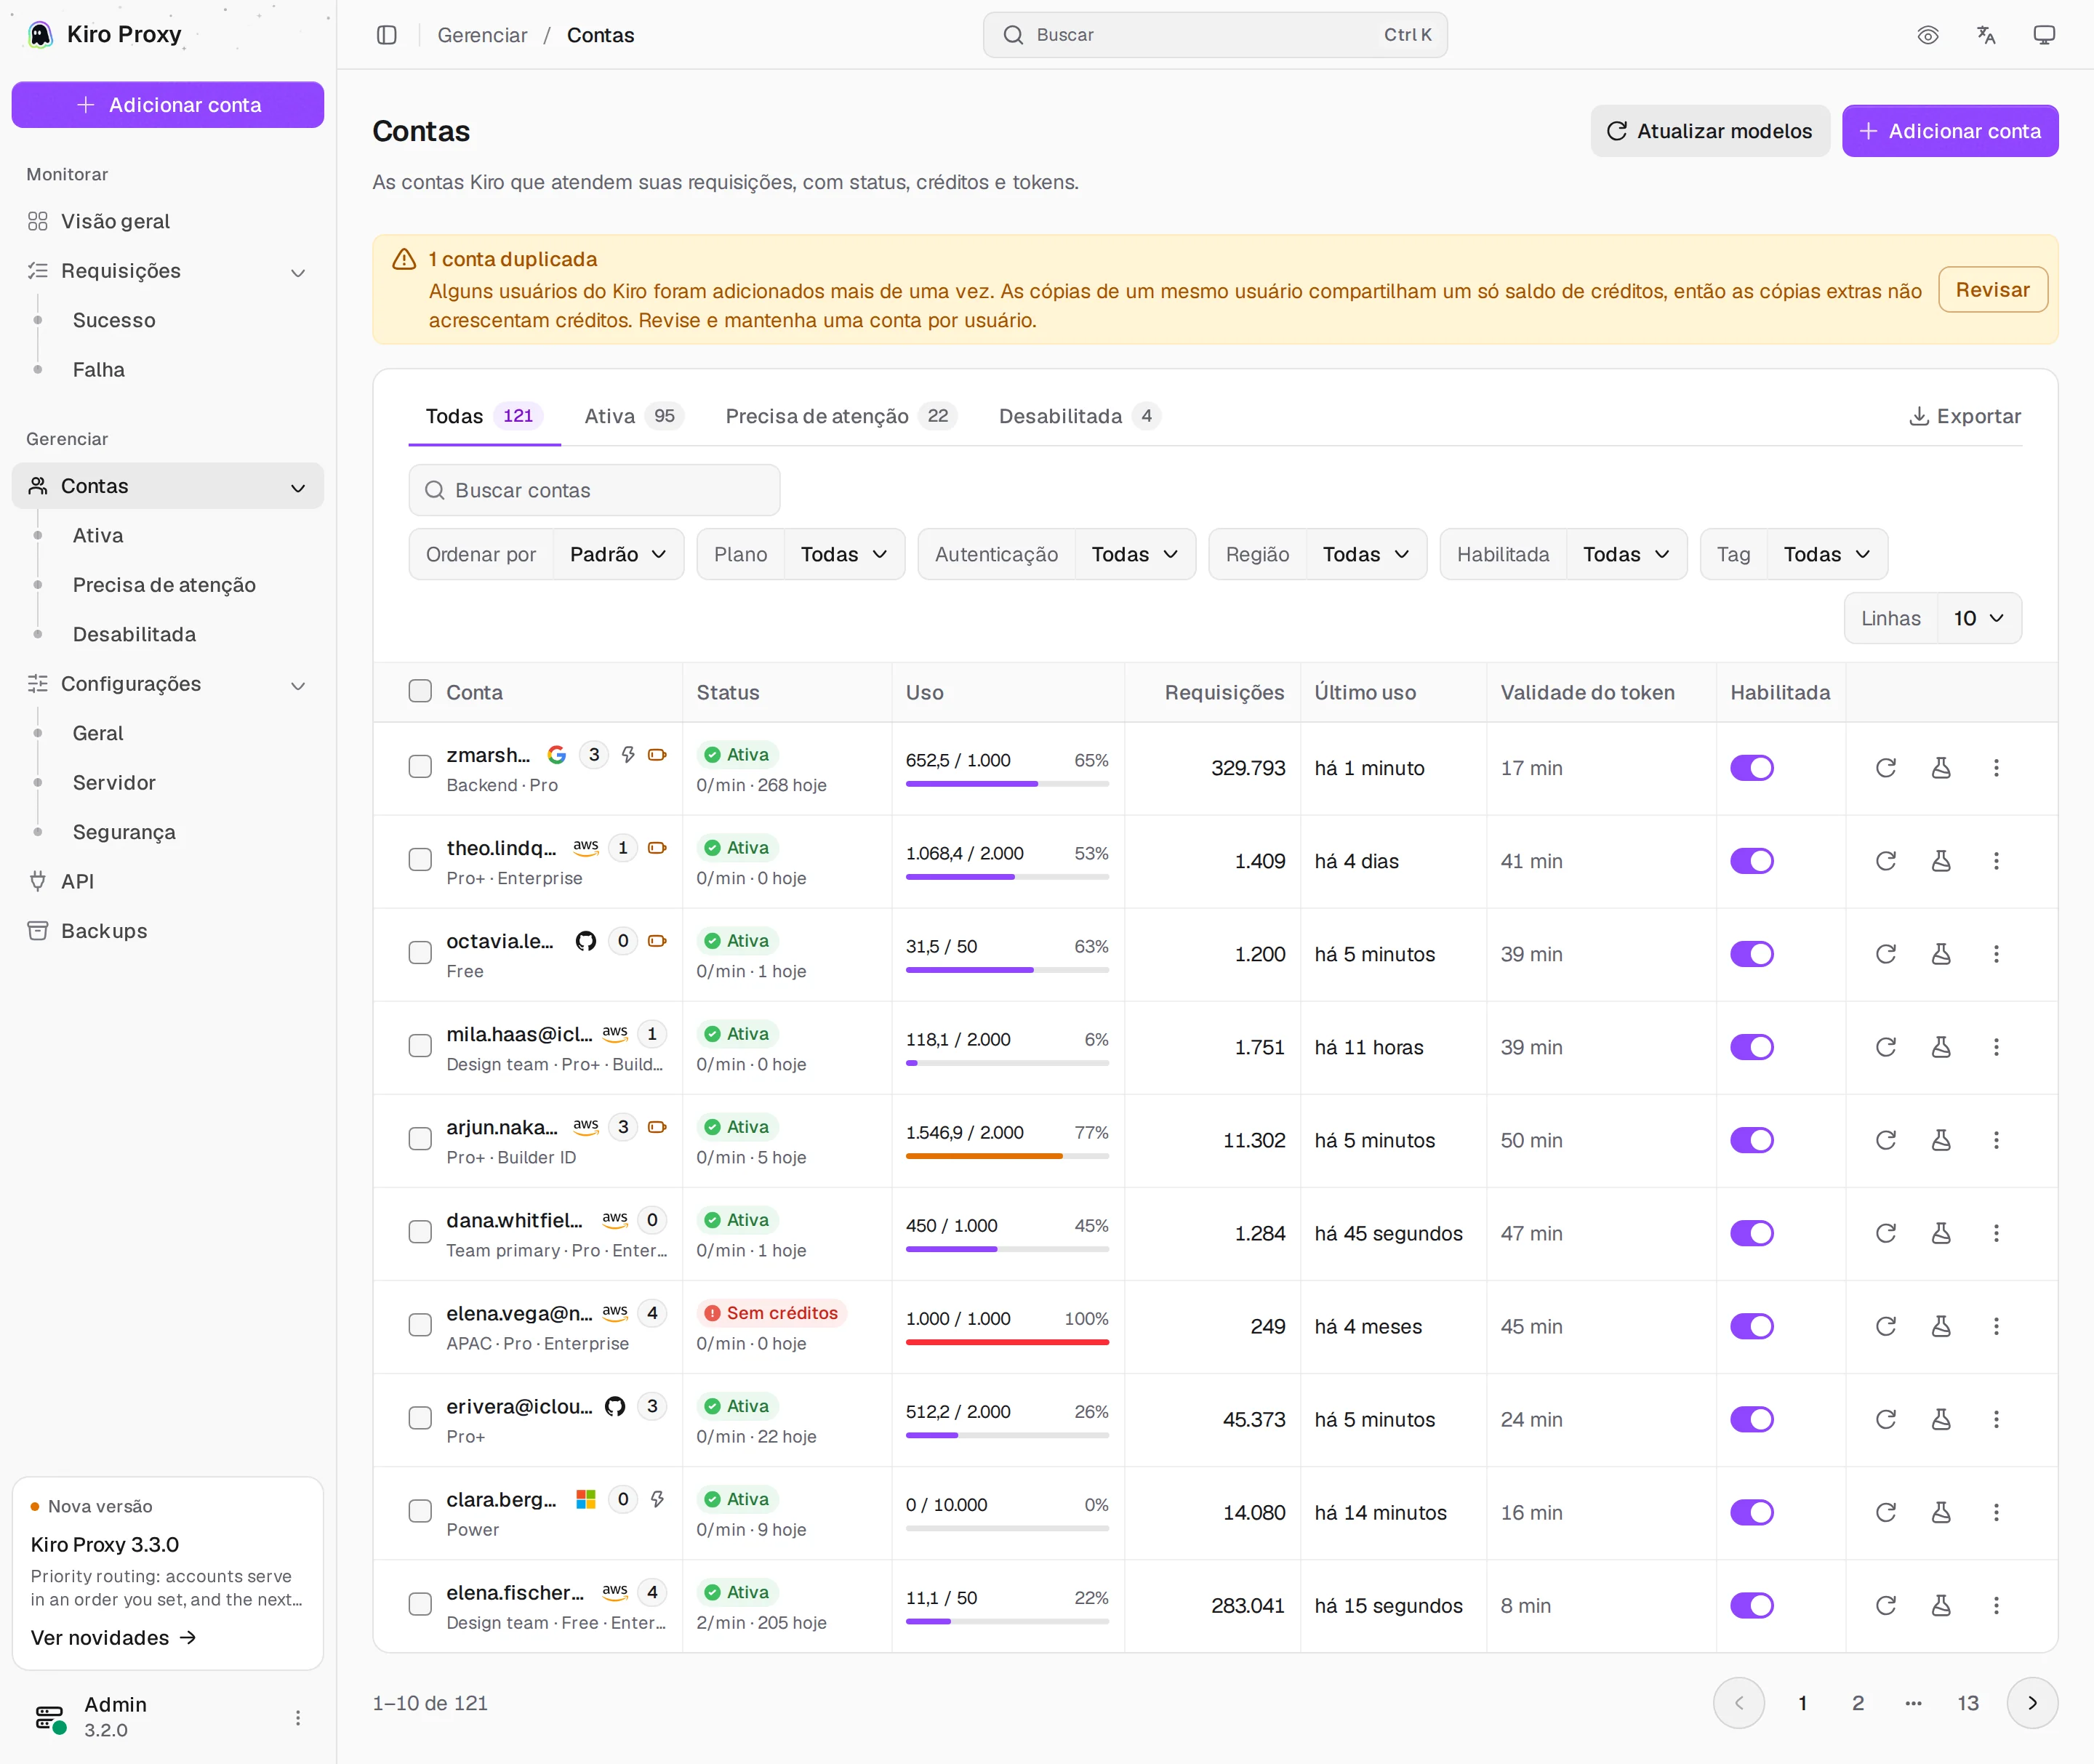 Kiro Proxy
Adicionar conta
Monitorar
Visão geral
Requisições
Sucesso
Falha
Gerenciar
Contas
Ativa
Precisa de atenção
Desabilitada
Configurações
Geral
Servidor
Segurança
API
Backups
Nova versão
Kiro Proxy 3.3.0
Priority routing: accounts serve
in an order you set, and the next...
Ver novidades
Admin
3.2.0
Gerenciar / Contas
Buscar Ctrl K
Contas
Atualizar modelos
Adicionar conta
As contas Kiro que atendem suas requisições, com status, créditos e tokens.
1 conta duplicada
Alguns usuários do Kiro foram adicionados mais de uma vez. As cópias de um mesmo usuário compartilham um só saldo de créditos, então as cópias extras não
acrescentam créditos. Revise e mantenha uma conta por usuário.
Revisar
Todas 121 Ativa 95 Precisa de atenção 22 Desabilitada 4 Exportar
Buscar contas
Ordenar por Padrão Plano Todas Autenticação Todas Região Todas Habilitada Todas Tag Todas
Linhas 10
Conta Status Uso Requisições Último uso Validade do token Habilitada
zmarsh... 3 Ativa 652,5 / 1.000 65% 329.793 há 1 minuto 17 min
Backend · Pro 0/min · 268 hoje
theo.lindq... aws 1 Ativa 1.068,4 / 2.000 53% 1.409 há 4 dias 41 min
Pro+ · Enterprise 0/min · 0 hoje
octavia.le... 0 Ativa 31,5 / 50 63% 1.200 há 5 minutos 39 min
Free 0/min · 1 hoje
mila.haas@icl... aws 1 Ativa 118,1 / 2.000 6% 1.751 há 11 horas 39 min
Design team · Pro+ · Build... 0/min · 0 hoje
arjun.naka... aws 3 Ativa 1.546,9 / 2.000 77% 11.302 há 5 minutos 50 min
Pro+ · Builder ID 0/min · 5 hoje
dana.whitfiel... aws 0 Ativa 450 / 1.000 45% 1.284 há 45 segundos 47 min
Team primary · Pro · Enter... 0/min · 1 hoje
elena.vega@n... aws 4 Sem créditos 1.000 / 1.000 100% 249 há 4 meses 45 min
APAC · Pro · Enterprise 0/min · 0 hoje
erivera@iclou... 3 Ativa 512,2 / 2.000 26% 45.373 há 5 minutos 24 min
Pro+ 0/min · 22 hoje
clara.berg... 0 Ativa 0 / 10.000 0% 14.080 há 14 minutos 16 min
Power 0/min · 9 hoje
elena.fischer... aws 4 Ativa 11,1 / 50 22% 283.041 há 15 segundos 8 min
Design team · Free · Enter... 2/min · 205 hoje
1–10 de 121
1 2 ... 13